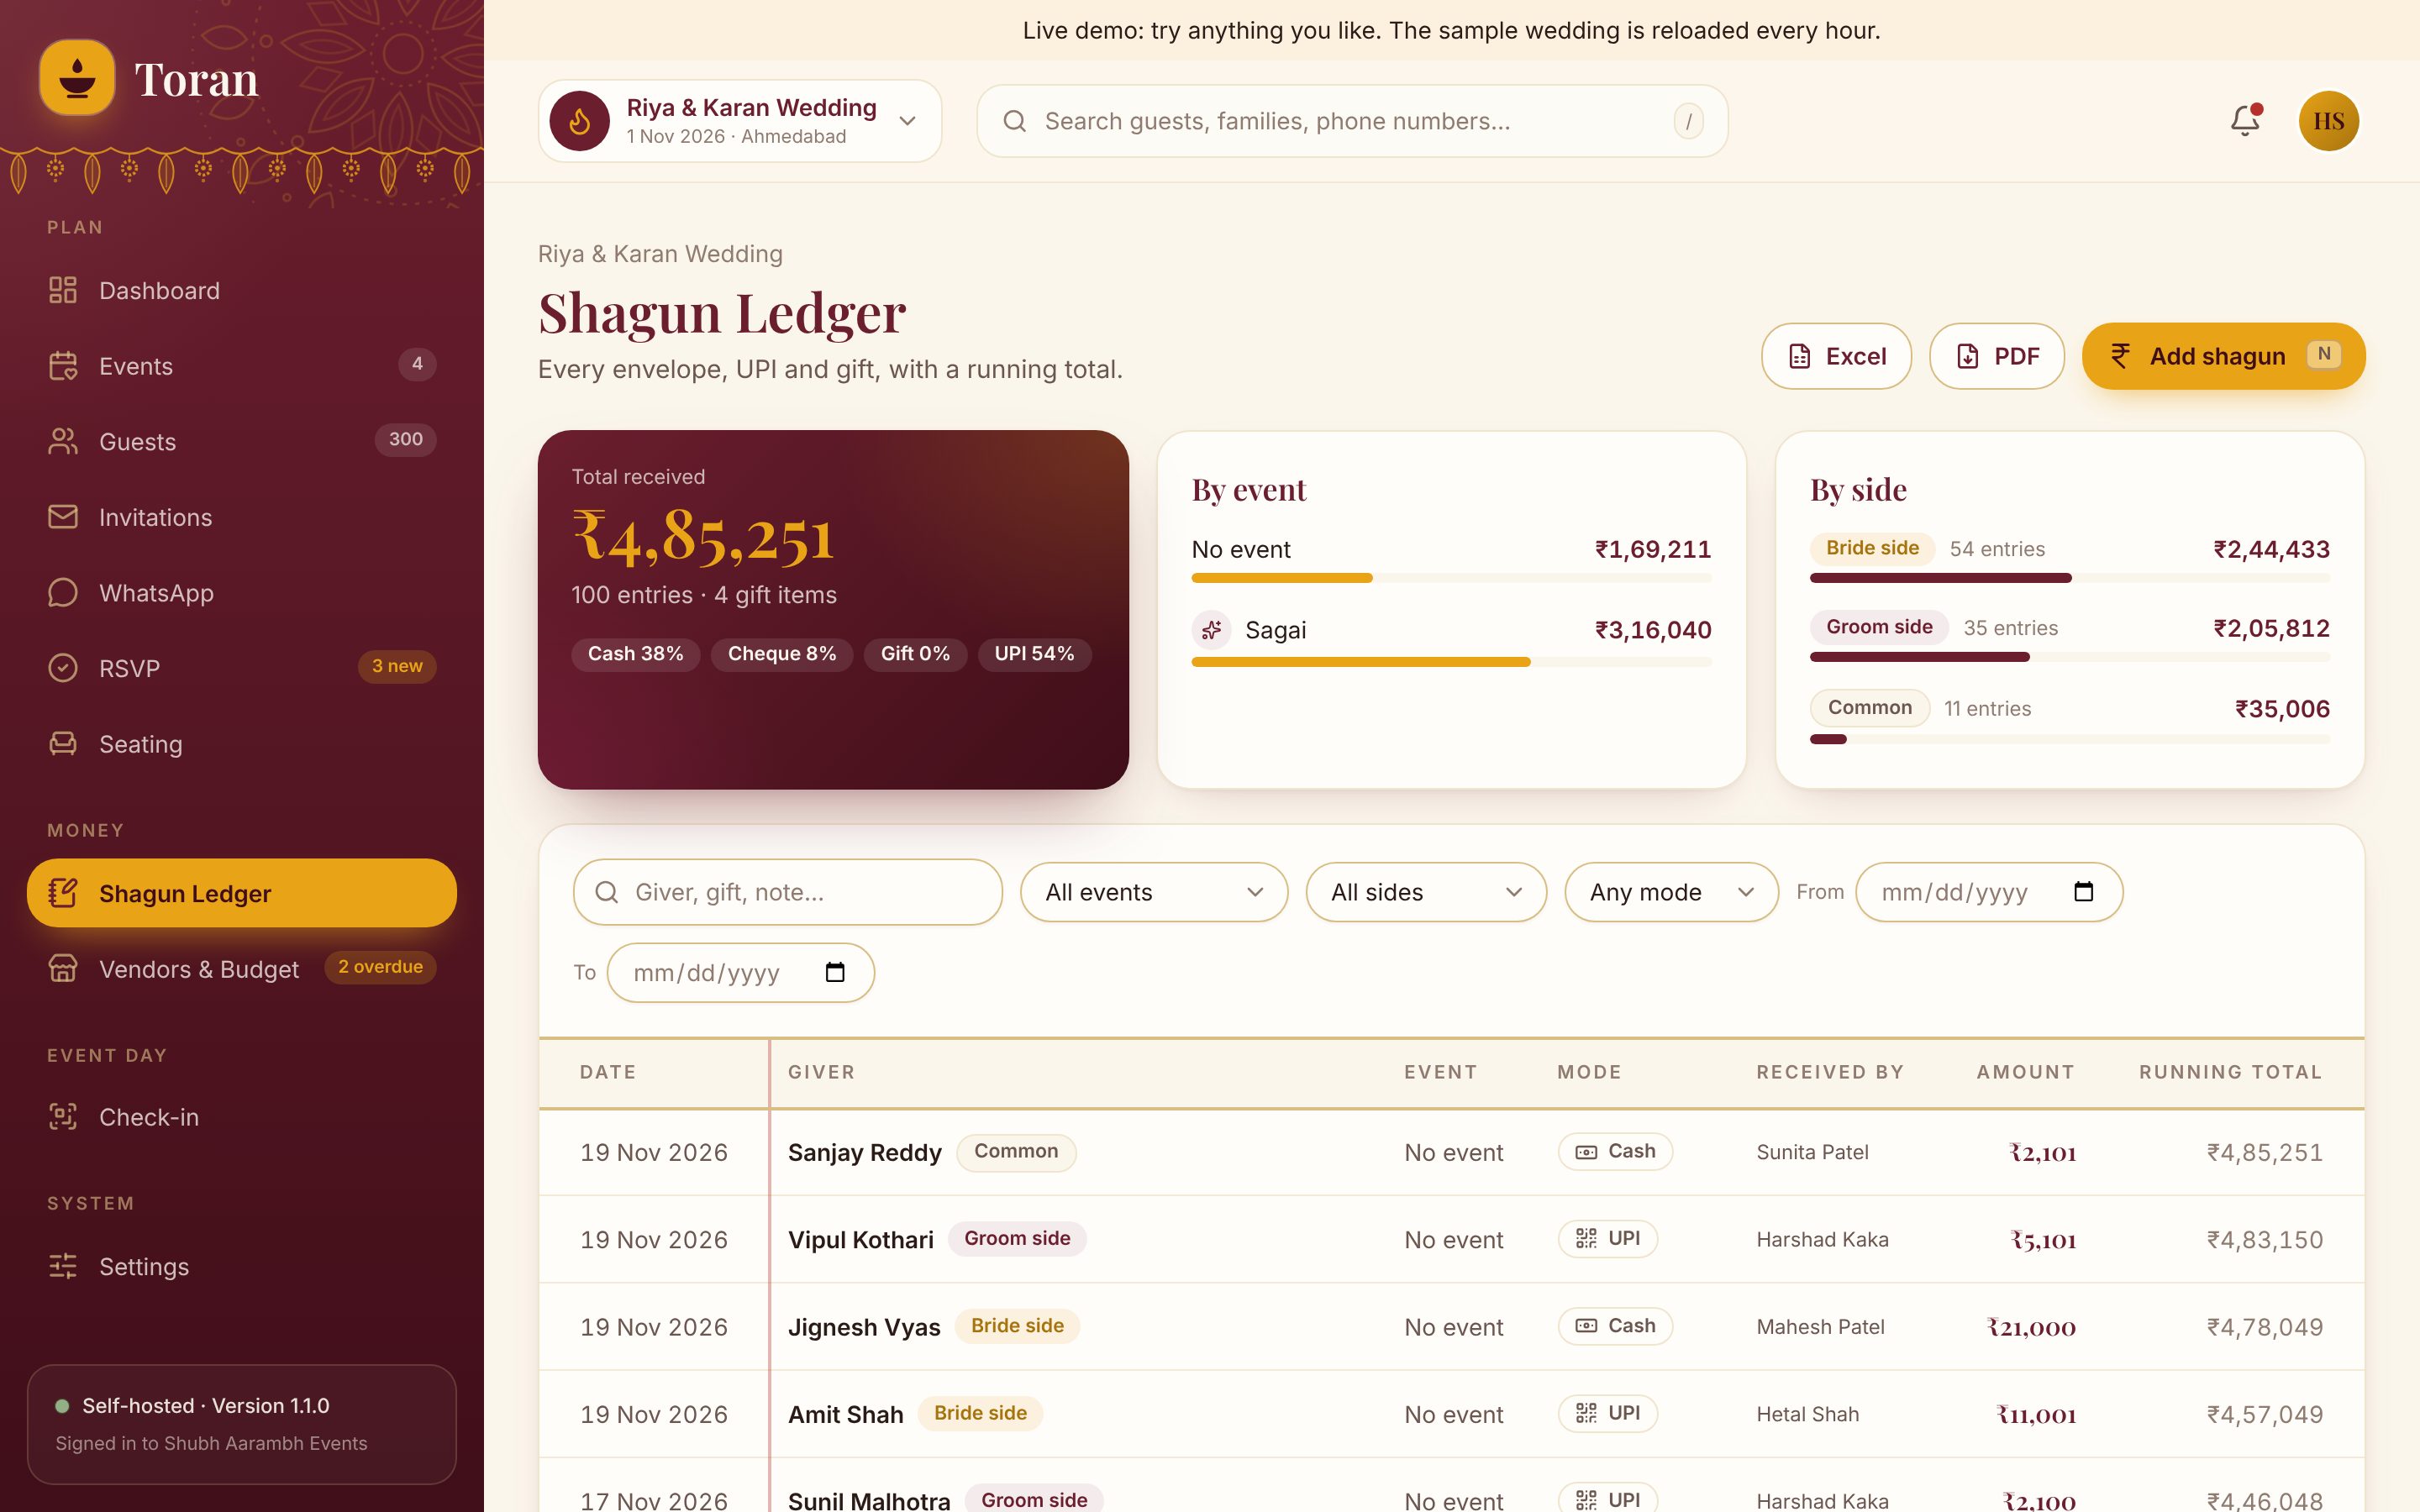 Toran
PLAN
Dashboard
Events 4
Guests 300
Invitations
WhatsApp
RSVP 3 new
Seating
MONEY
Shagun Ledger
Vendors & Budget 2 overdue
EVENT DAY
Check-in
SYSTEM
Settings
Self-hosted · Version 1.1.0
Signed in to Shubh Aarambh Events
Live demo: try anything you like. The sample wedding is reloaded every hour.
Riya & Karan Wedding
1 Nov 2026 · Ahmedabad
Search guests, families, phone numbers... /
HS
Riya & Karan Wedding
Shagun Ledger
Every envelope, UPI and gift, with a running total.
Excel PDF ₹ Add shagun N
Total received
₹4,85,251
100 entries · 4 gift items
Cash 38% Cheque 8% Gift 0% UPI 54%
By event
No event ₹1,69,211
Sagai ₹3,16,040
By side
Bride side 54 entries ₹2,44,433
Groom side 35 entries ₹2,05,812
Common 11 entries ₹35,006
Giver, gift, note... All events All sides Any mode From mm/dd/yyyy
To mm/dd/yyyy
DATE GIVER EVENT MODE RECEIVED BY AMOUNT RUNNING TOTAL
19 Nov 2026 Sanjay Reddy Common No event Cash Sunita Patel ₹2,101 ₹4,85,251
19 Nov 2026 Vipul Kothari Groom side No event UPI Harshad Kaka ₹5,101 ₹4,83,150
19 Nov 2026 Jignesh Vyas Bride side No event Cash Mahesh Patel ₹21,000 ₹4,78,049
19 Nov 2026 Amit Shah Bride side No event UPI Hetal Shah ₹11,001 ₹4,57,049
17 Nov 2026 Sunil Malhotra Groom side No event UPI Harshad Kaka ₹2,100 ₹4,46,048